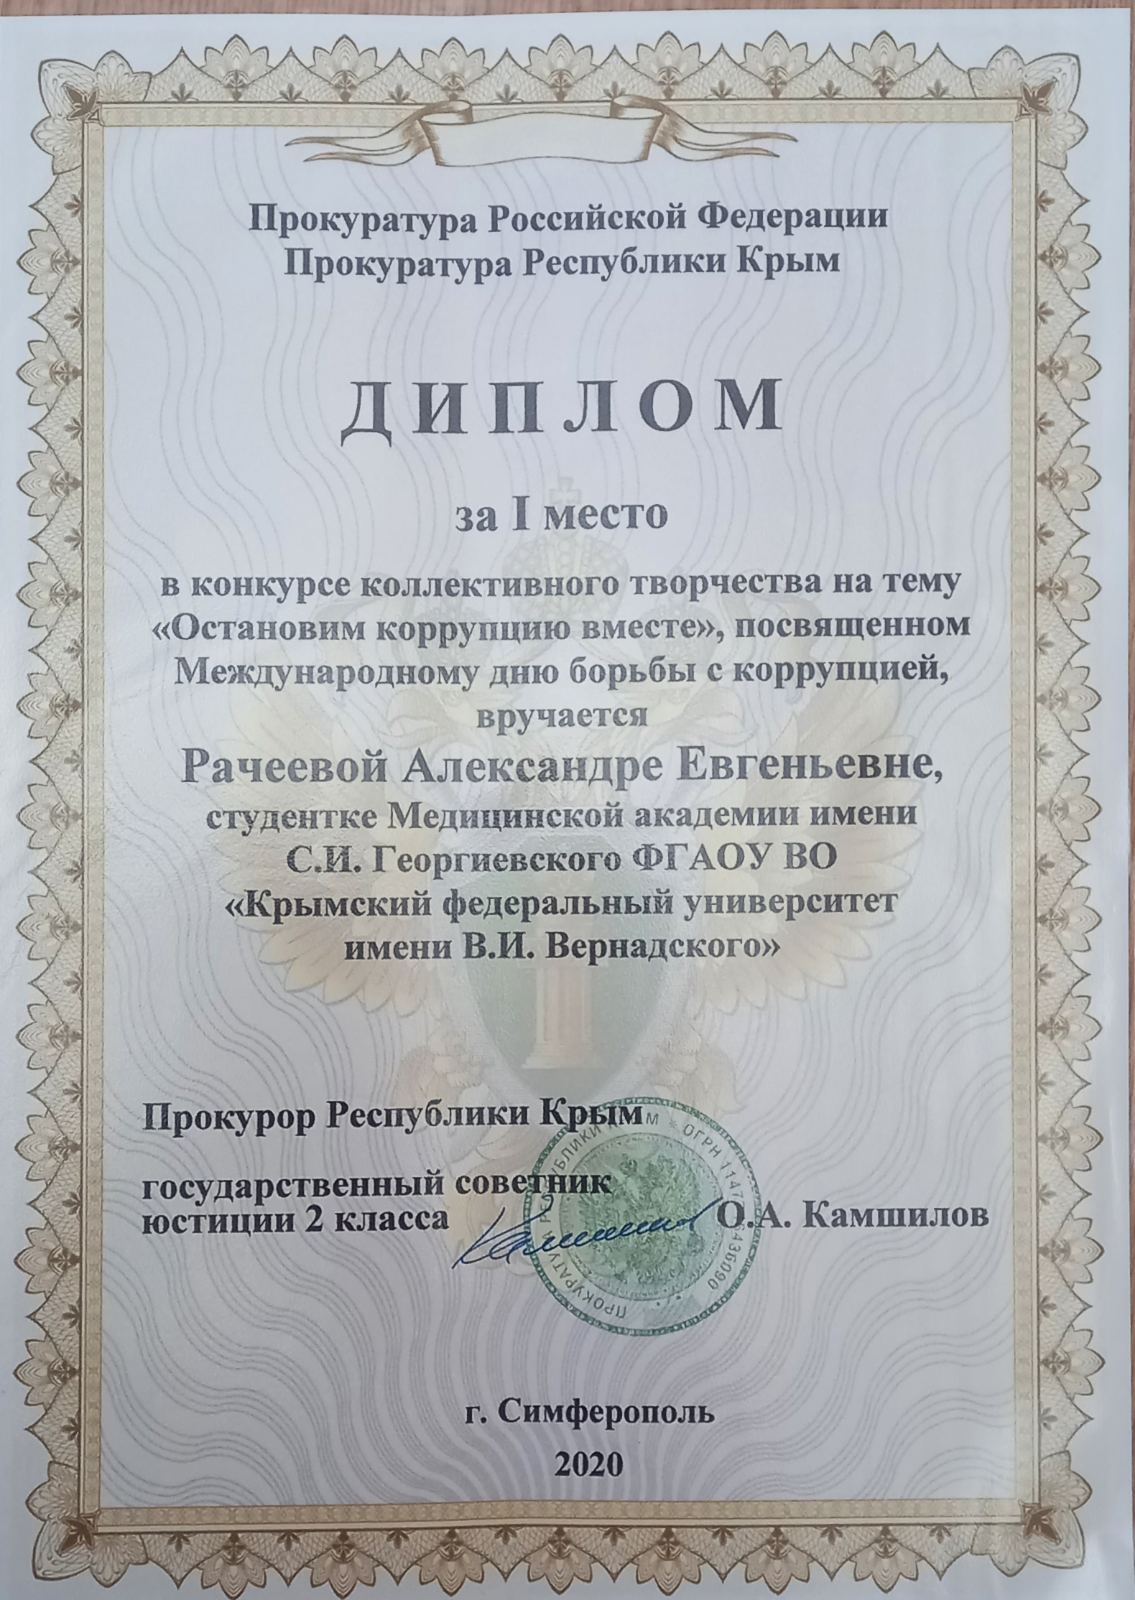 Прокуратура Российской Федерации
Прокуратура Республики Крым
ДИПЛОМ
за I место
в конкурсе коллективного творчества на тему
«Остановим коррупцию вместе», посвященном
Международному дню борьбы с коррупцией,
вручается
Рачеевой Александре Евгеньевне,
студентке Медицинской академии имени
С.И. Георгиевского ФГАОУ ВО
«Крымский федеральный университет
имени В.И. Вернадского»
Прокурор Республики Крым
государственный советник
юстиции 2 класса
О.А. Камшилов
ОГРН
г. Симферополь
2020